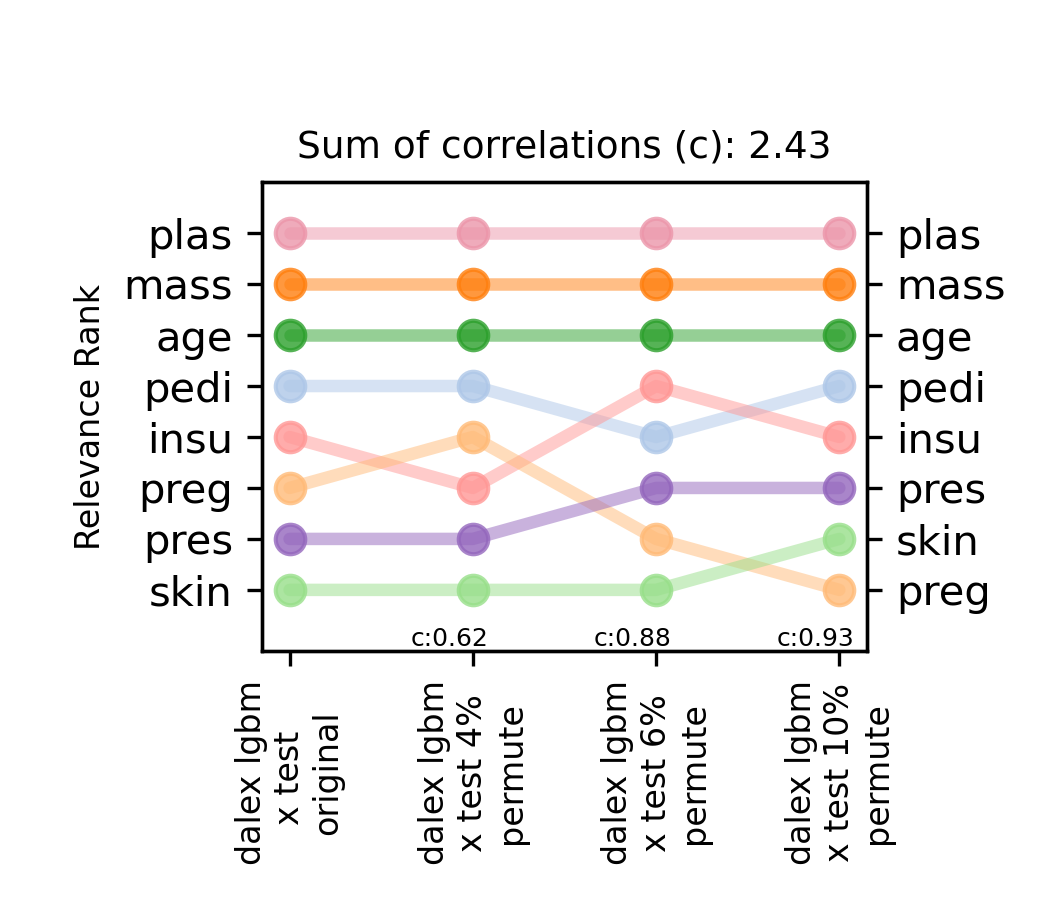 Sum of correlations (c): 2.43
Relevance Rank
plas
mass
age
pedi
insu
preg
pres
skin
plas
mass
age
pedi
insu
pres
skin
preg
c:0.62
c:0.88
c:0.93
dalex lgbm
x test
original
dalex lgbm
x test 4%
permute
dalex lgbm
x test 6%
permute
dalex lgbm
x test 10%
permute